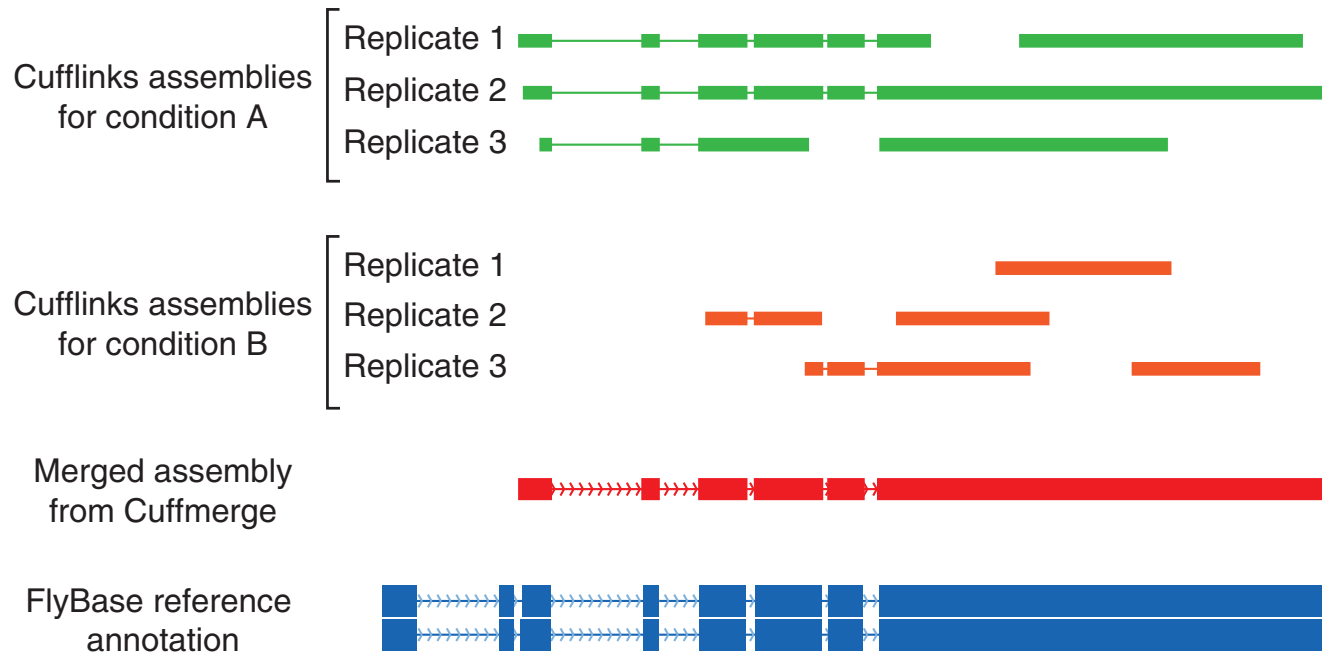 Cufflinks assemblies
for condition A
Replicate 1
Replicate 2
Replicate 3
Cufflinks assemblies
for condition B
Replicate 1
Replicate 2
Replicate 3
Merged assembly
from Cuffmerge
FlyBase reference
annotation